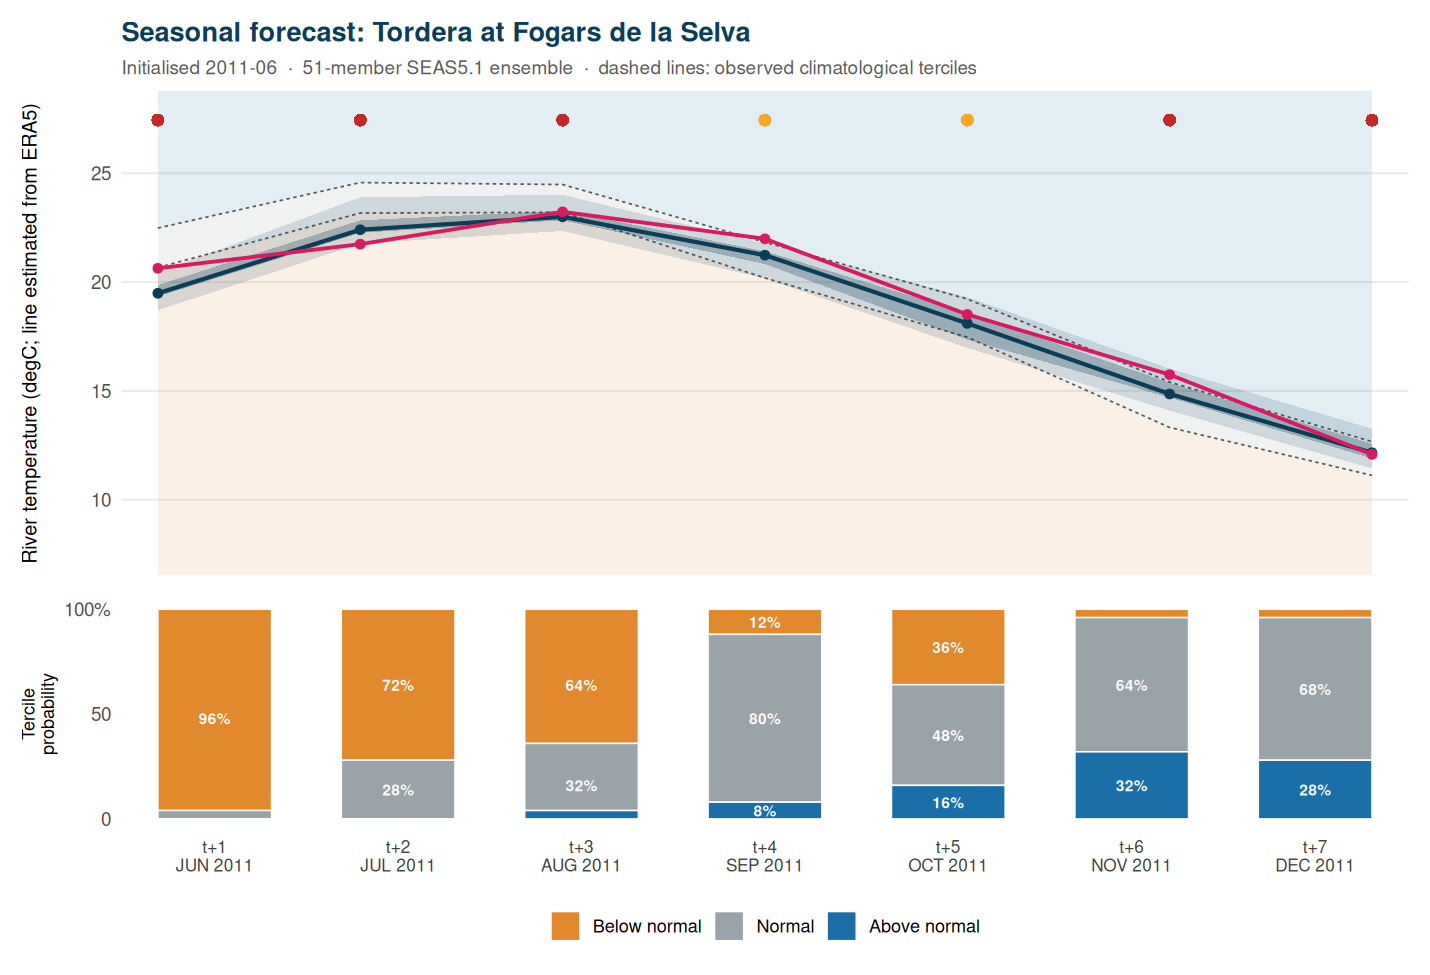 Seasonal forecast: Tordera at Fogars de la Selva
Initialised 2011-06 · 51-member SEAS5.1 ensemble · dashed lines: observed climatological terciles
River temperature (degC; line estimated from ERA5)
25
20
15
10
Tercile
probability
100%
50
0
96%
72%
28%
64%
32%
12%
80%
8%
36%
48%
16%
64%
32%
68%
28%
t+1
JUN 2011
t+2
JUL 2011
t+3
AUG 2011
t+4
SEP 2011
t+5
OCT 2011
t+6
NOV 2011
t+7
DEC 2011
Below normal
Normal
Above normal